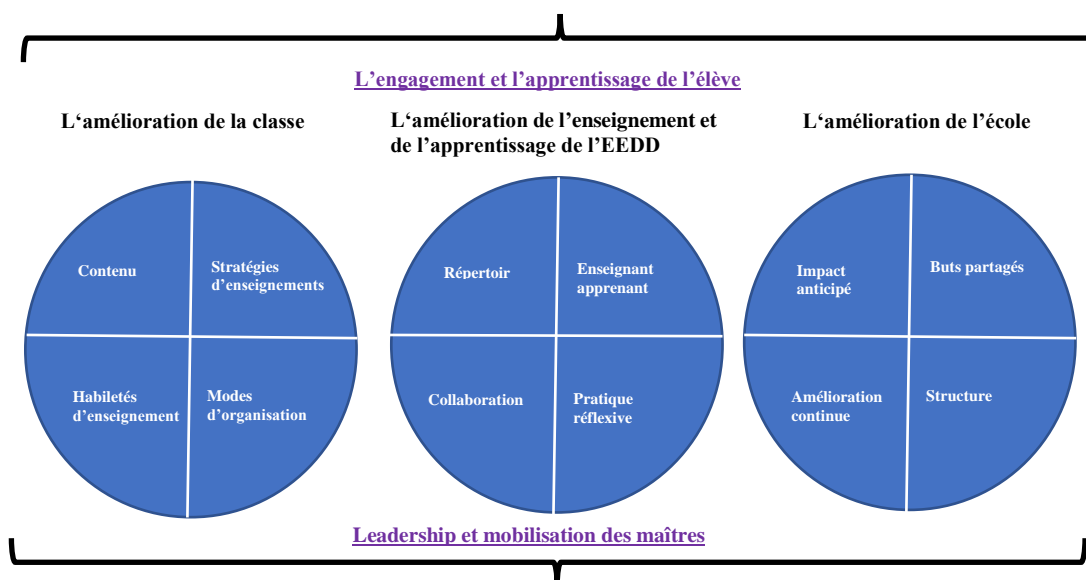 L'engagement et l'apprentissage de l'élève
L‘amélioration de la classe
L‘amélioration de l’enseignement et
de l’apprentissage de l’EEDD
L‘amélioration de l’école
Contenu
Stratégies
d’enseignements
Habiletés
d’enseignement
Modes
d’organisation
Répertoir
Enseignant
apprenant
Collaboration
Pratique
réflexive
Impact
anticipé
Buts partagés
Amélioration
continue
Structure
Leadership et mobilisation des maîtres